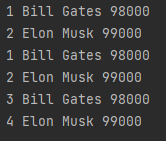 1 Bill Gates 98000
2 Elon Musk 99000
1 Bill Gates 98000
2 Elon Musk 99000
3 Bill Gates 98000
4 Elon Musk 99000